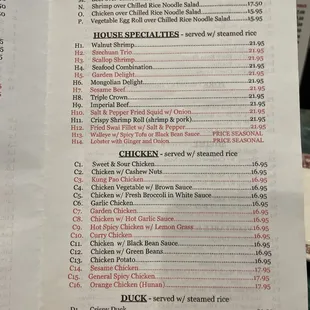 N. Shrimp over Chilled Rice Noodle Salad 17.50
O. Chicken over Chilled Rice Noodle Salad 15.95
P. Vegetable Egg Roll over Chilled Rice Noodle Salad 15.95
HOUSE SPECIALTIES - served w/ steamed rice
H1. Walnut Shrimp 21.95
H2. Szechuan Trio 21.95
H3. Scallop Shrimp 21.95
H4. Seafood Combination 21.95
H5. Garden Delight 21.95
H6. Mongolian Delight 21.95
H7. Sesame Beef 21.95
H8. Triple Crown 21.95
H9. Imperial Beef 21.95
H10. Salt & Pepper Fried Squid w/ Onion 21.95
H11. Crispy Shrimp Roll (shrimp & pork) 21.95
H12. Fried Swai Fillet w/ Salt & Pepper 21.95
H13. Walleye w/ Spicy Tofu or Black Bean Sauce PRICE SEASONAL
H14. Lobster with Ginger and Onion PRICE SEASONAL
CHICKEN - served w/ steamed rice
C1. Sweet & Sour Chicken 16.95
C2. Chicken w/ Cashew Nuts 16.95
C3. Kung Pao Chicken 16.95
C4. Chicken Vegetable w/ Brown Sauce 16.95
C5. Chicken w/ Fresh Broccoli in White Sauce 16.95
C6. Garlic Chicken 16.95
C7. Garden Chicken 16.95
C8. Chicken w/ Hot Garlic Sauce 16.95
C9. Hot Spicy Chicken w/ Lemon Grass 16.95
C10. Curry Chicken 16.95
C11. Chicken w/ Black Bean Sauce 16.95
C12. Chicken w/ Green Beans 16.95
C13. Chicken Potato 16.95
C14. Sesame Chicken 17.95
C15. General Spicy Chicken 17.95
C16. Orange Chicken (Hunan) 17.95
DUCK - served w/ steamed rice
Crispy Duck